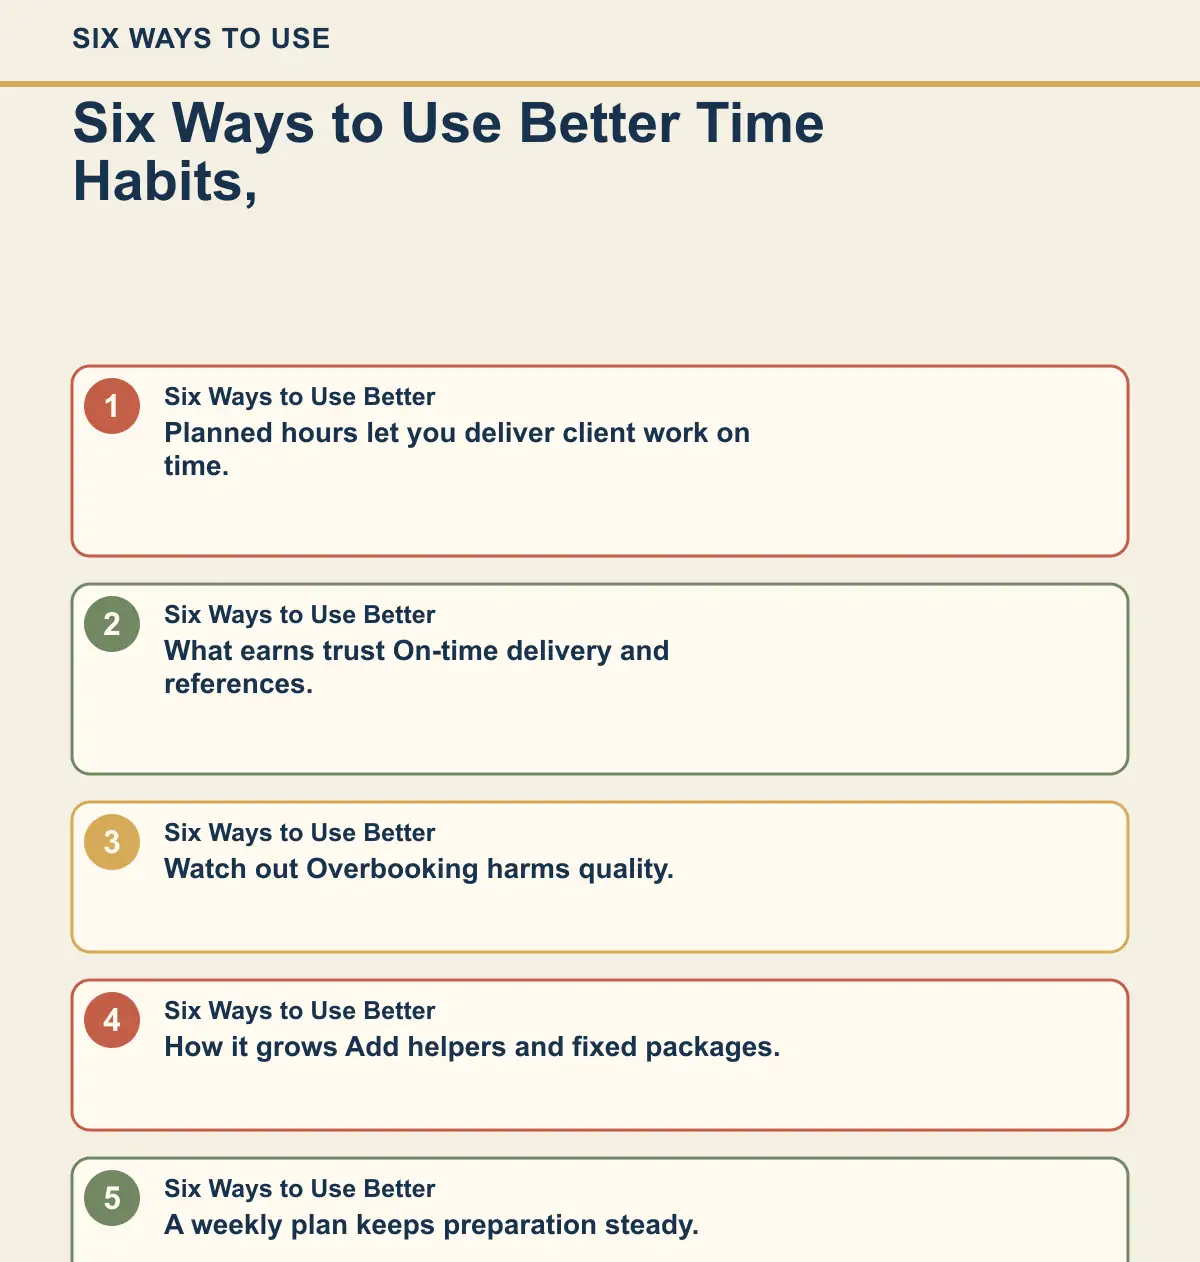 SIX WAYS TO USE
Six Ways to Use Better Time
Habits,
1
Six Ways to Use Better
Planned hours let you deliver client work on
time.
2
Six Ways to Use Better
What earns trust On-time delivery and
references.
3
Six Ways to Use Better
Watch out Overbooking harms quality.
4
Six Ways to Use Better
How it grows Add helpers and fixed packages.
5
Six Ways to Use Better
A weekly plan keeps preparation steady.